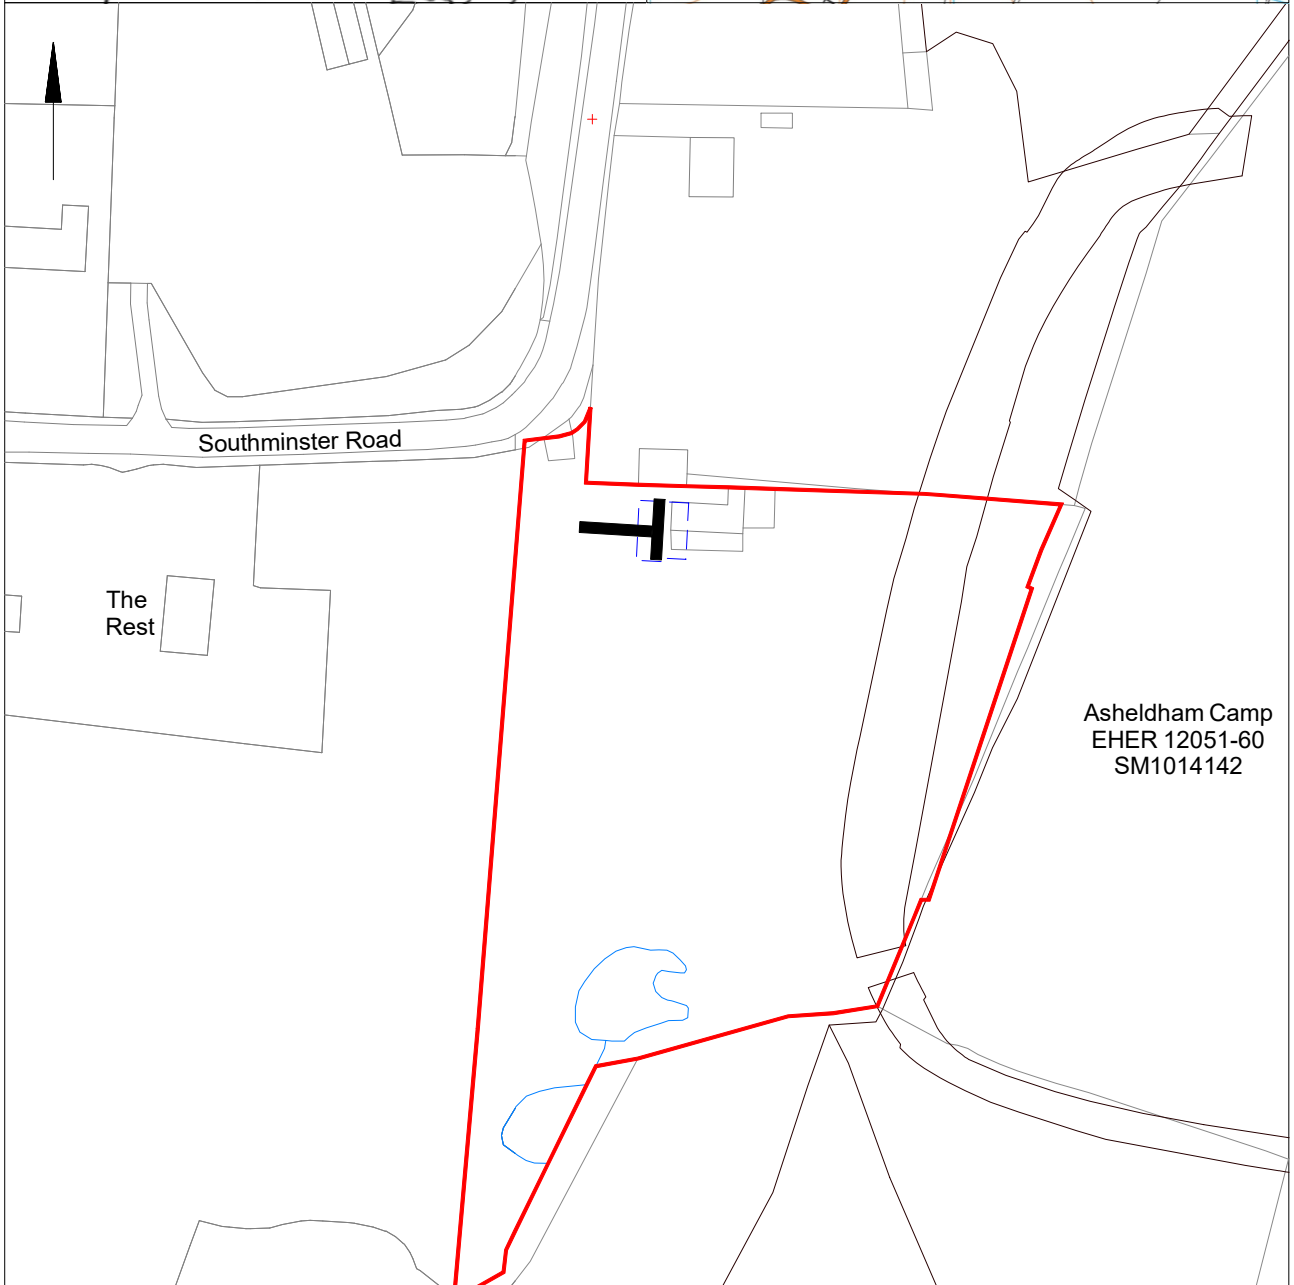 Southminster Road
The
Rest
Asheldham Camp
EHER 12051-60
SM1014142